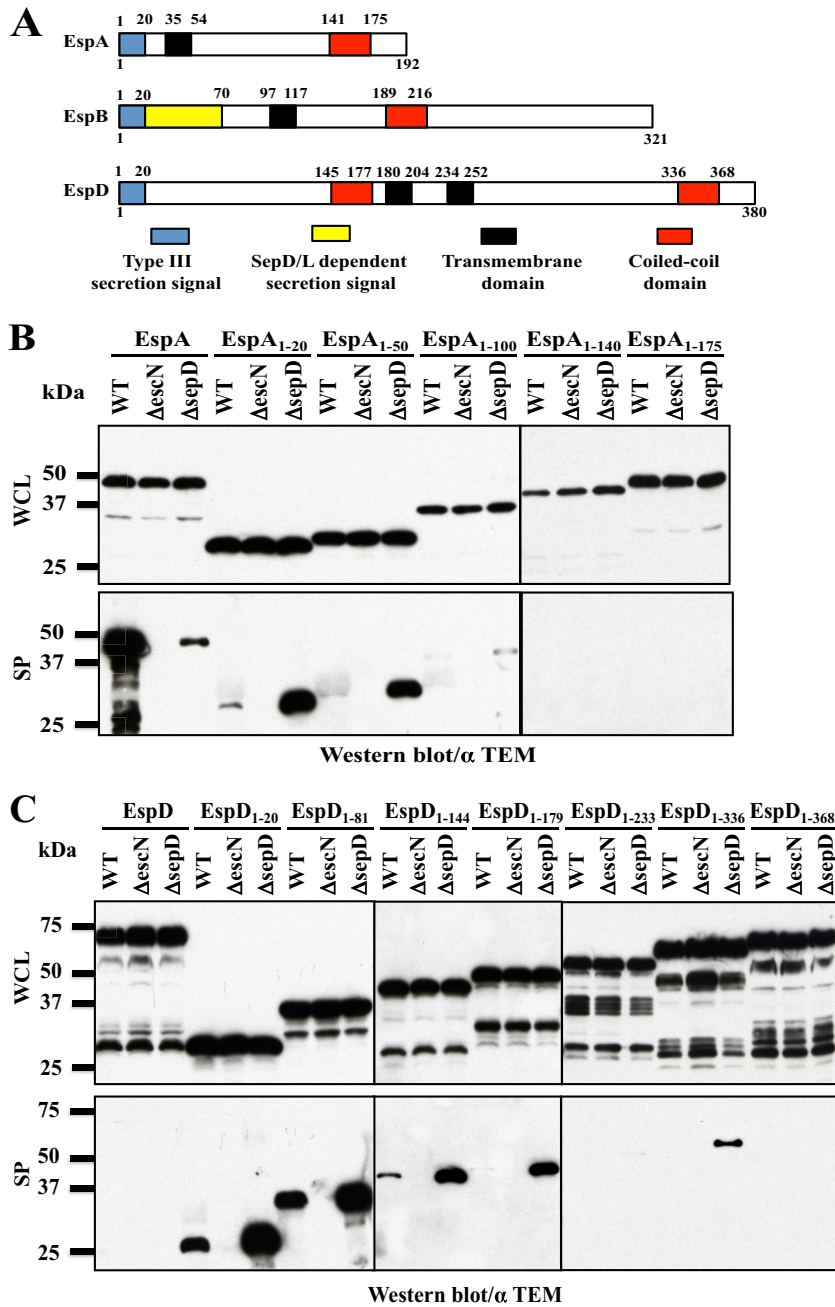 A
1 20 35 54 141 175
EspA
1 192
1 20 70 97 117 189 216
EspB
1 321
1 20 145 177 180 204 234 252 336 368
EspD
1 380
Type III secretion signal
SepD/L dependent secretion signal
Transmembrane domain
Coiled-coil domain
B
EspA EspA1-20 EspA1-50 EspA1-100 EspA1-140 EspA1-175
kDa
WT ΔescN ΔsepD WT ΔescN ΔsepD WT ΔescN ΔsepD WT ΔescN ΔsepD WT ΔescN ΔsepD WT ΔescN ΔsepD
WCL
50
37
25
SP
50
37
25
Western blot/α TEM
C
EspD EspD1-20 EspD1-81 EspD1-144 EspD1-179 EspD1-233 EspD1-336 EspD1-368
kDa
WT ΔescN ΔsepD WT ΔescN ΔsepD WT ΔescN ΔsepD WT ΔescN ΔsepD WT ΔescN ΔsepD WT ΔescN ΔsepD WT ΔescN ΔsepD WT ΔescN ΔsepD
WCL
75
50
37
25
SP
75
50
37
25
Western blot/α TEM